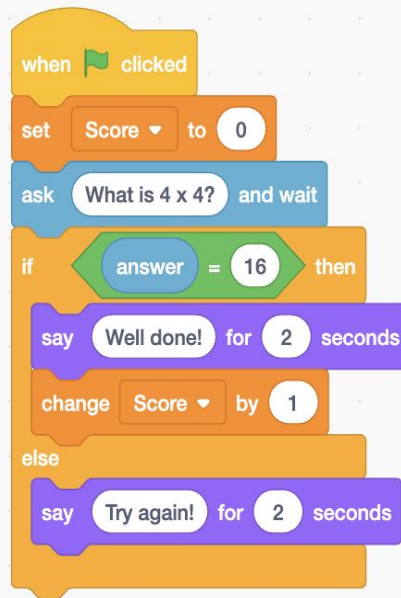 when clicked
set Score to 0
ask What is 4 x 4? and wait
if answer = 16 then
say Well done! for 2 seconds
change Score by 1
else
say Try again! for 2 seconds